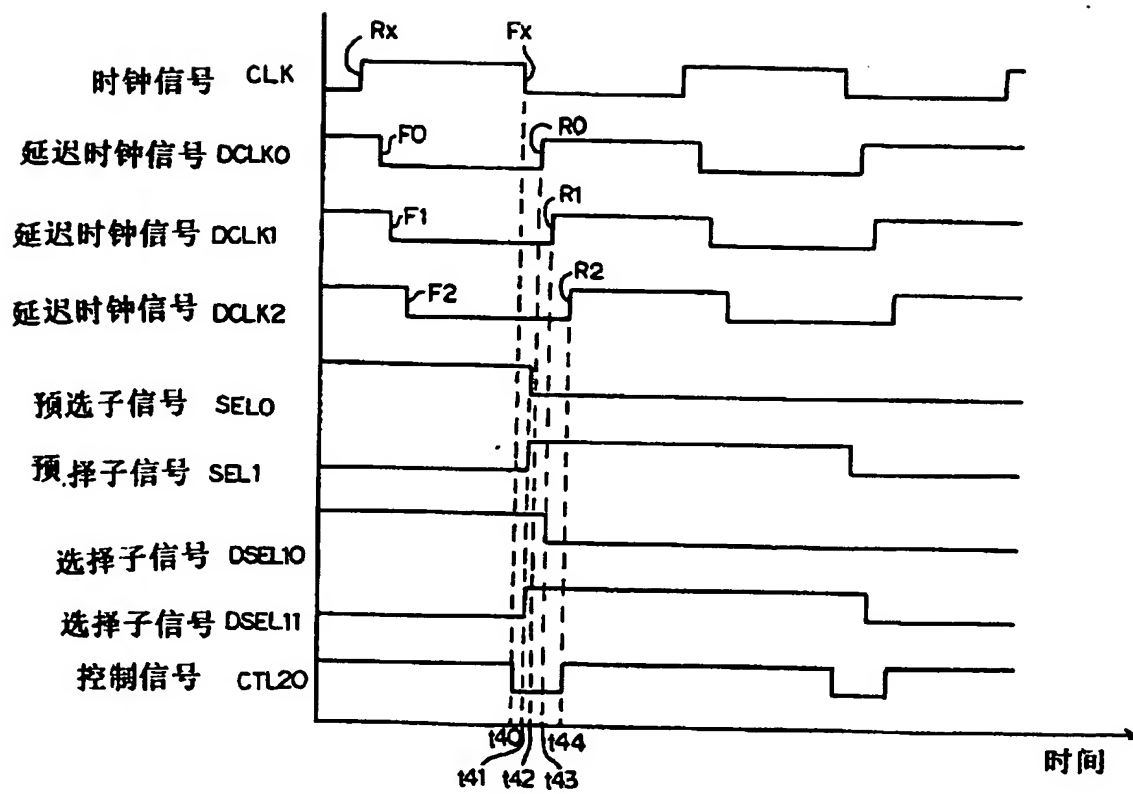 Rx Fx
时钟信号 CLK
F0 R0
延迟时钟信号 DCLK0
R1
延迟时钟信号 DCLK1 F1
R2
延迟时钟信号 DCLK2 F2
预选子信号 SEL0
预.择子信号 SEL1
选择子信号 DSEL10
选择子信号 DSEL11
控制信号 CTL20
t40 t44
t41 t42 t43
时间